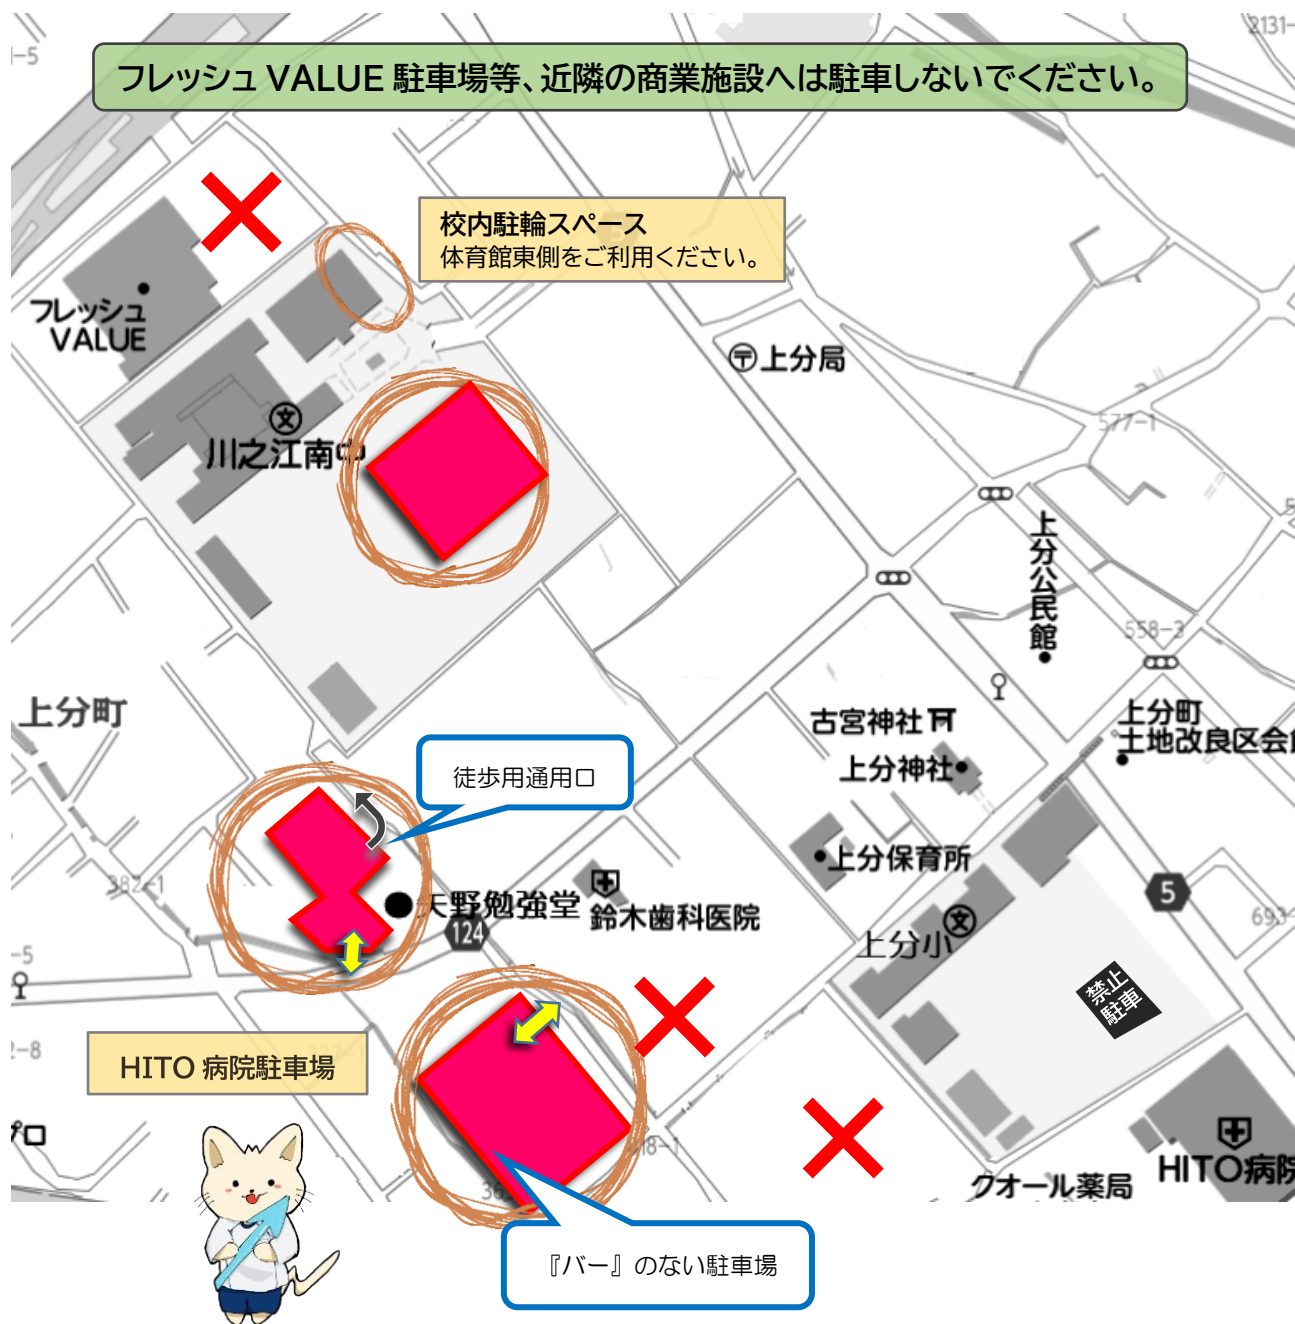 フレッシュ VALUE 駐車場等、近隣の商業施設へは駐車しないでください。
2131-
校内駐輪スペース
体育館東側をご利用ください。
フレッシュ
VALUE
上分局
川之江南中
577-1
上分公民館
558-3
上分町
古宮神社
上分町
土地改良区会館
上分神社
徒歩用通用口
上分保育所
382-1
天野勉強堂
鈴木歯科医院
124
5
693-
上分小
禁止
駐車
-5
2-8
HITO 病院駐車場
プロ
HITO病院
クオール薬局
『バー』のない駐車場